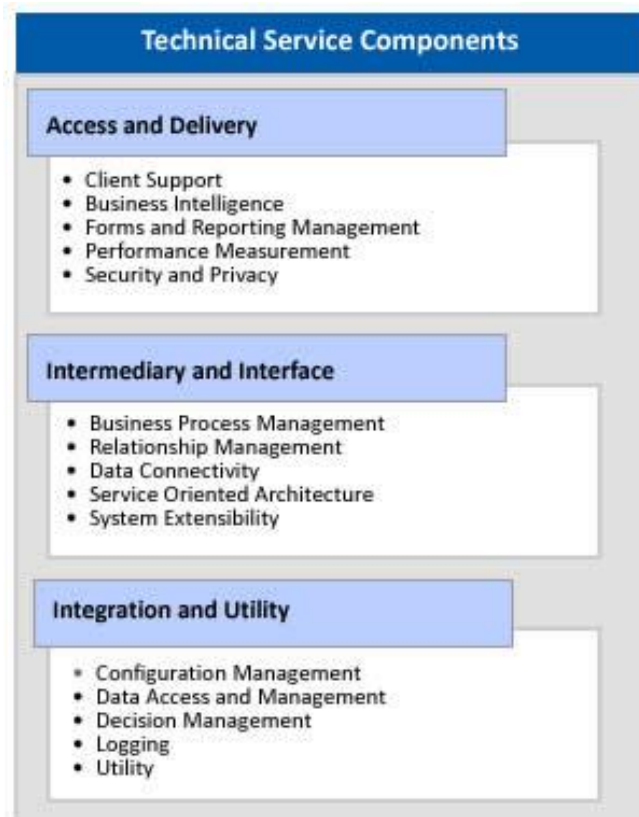 Technical Service Components
Access and Delivery
• Client Support
• Business Intelligence
• Forms and Reporting Management
• Performance Measurement
• Security and Privacy
Intermediary and Interface
• Business Process Management
• Relationship Management
• Data Connectivity
• Service Oriented Architecture
• System Extensibility
Integration and Utility
• Configuration Management
• Data Access and Management
• Decision Management
• Logging
• Utility